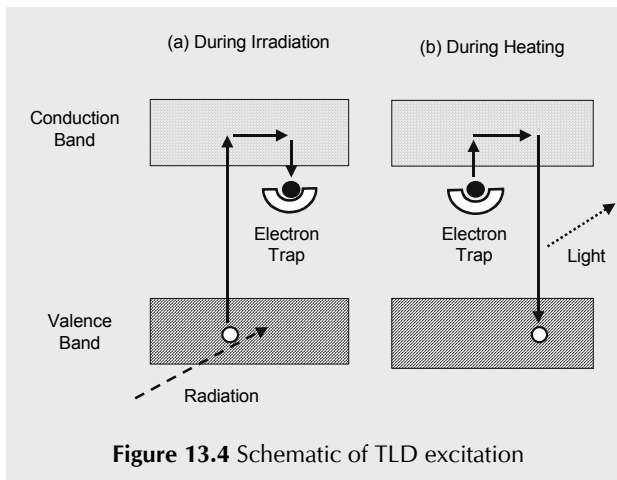 (a) During Irradiation
(b) During Heating
Conduction
Band
Electron
Trap
Electron
Trap
Light
Valence
Band
Radiation
Figure 13.4 Schematic of TLD excitation